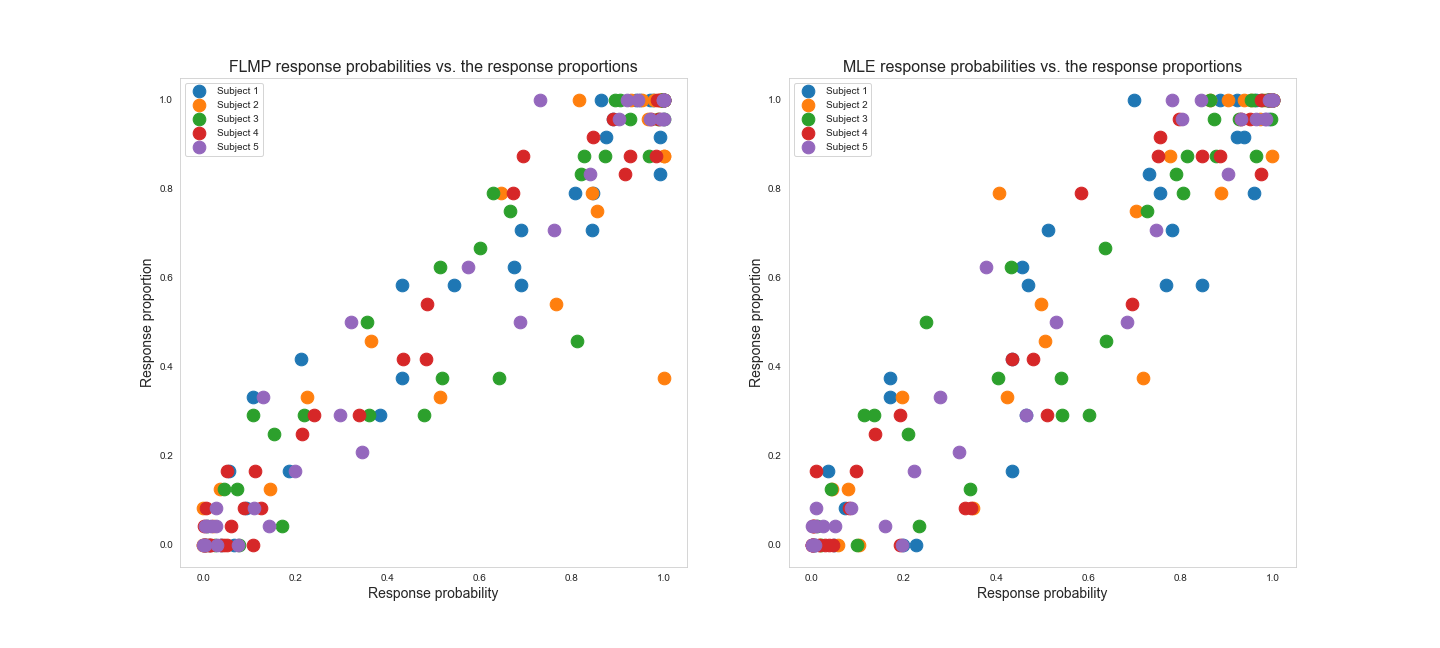 FLMP response probabilities vs. the response proportions
Subject 1
Subject 2
Subject 3
Subject 4
Subject 5
1.0
0.8
0.6
0.4
0.2
0.0
Response proportion
0.0 0.2 0.4 0.6 0.8 1.0
Response probability
MLE response probabilities vs. the response proportions
Subject 1
Subject 2
Subject 3
Subject 4
Subject 5
1.0
0.8
0.6
0.4
0.2
0.0
Response proportion
0.0 0.2 0.4 0.6 0.8 1.0
Response probability